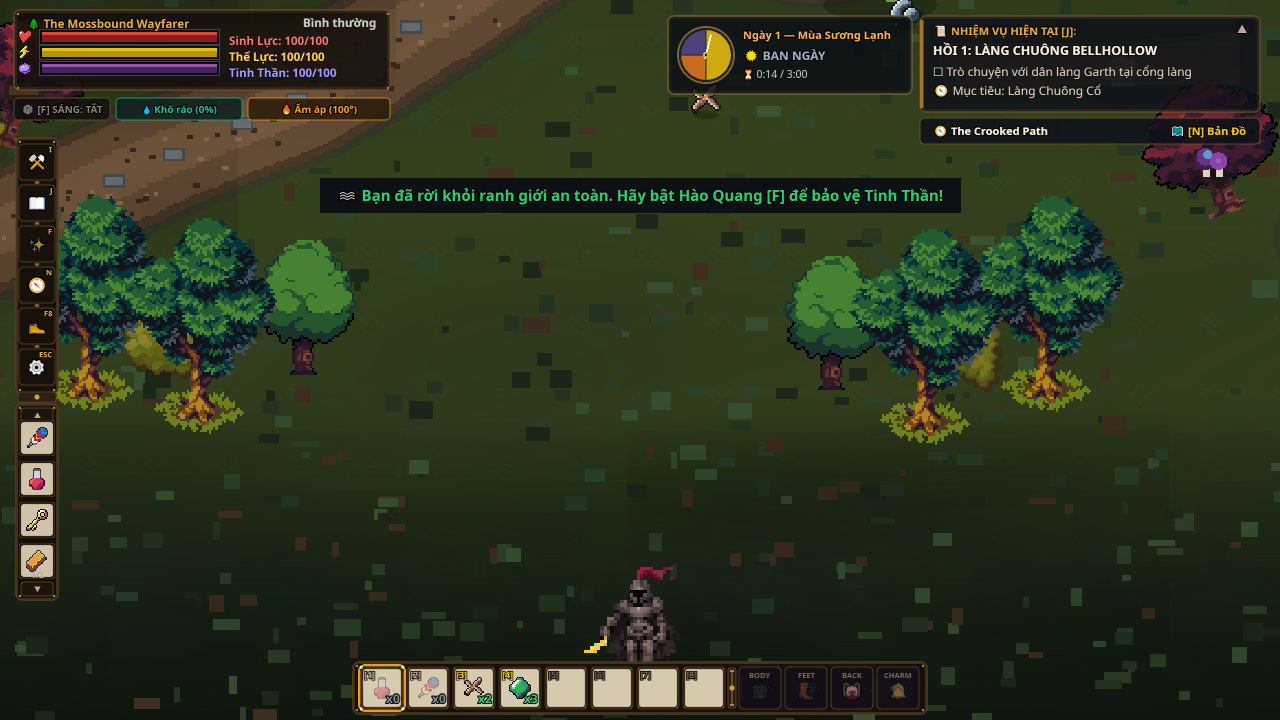 The Mossbound Wayfarer
Bình thường
Sinh Lực: 100/100
Thể Lực: 100/100
Tinh Thần: 100/100
[F] SÁNG: TẮT
Khô ráo (0%)
Ấm áp (100°)
Ngày 1 — Mùa Sương Lạnh
BAN NGÀY
0:14 / 3:00
NHIỆM VỤ HIỆN TẠI [J]:
HỒI 1: LÀNG CHUÔNG BELLHOLLOW
Trò chuyện với dân làng Garth tại cổng làng
Mục tiêu: Làng Chuông Cổ
The Crooked Path
[N] Bản Đồ
Bạn đã rời khỏi ranh giới an toàn. Hãy bật Hào Quang [F] để bảo vệ Tinh Thần!
I
J
F
N
F8
ESC
[1]
x0
[2]
x0
[3]
x2
[4]
x3
[5]
[6]
[7]
[8]
BODY
FEET
BACK
CHARM